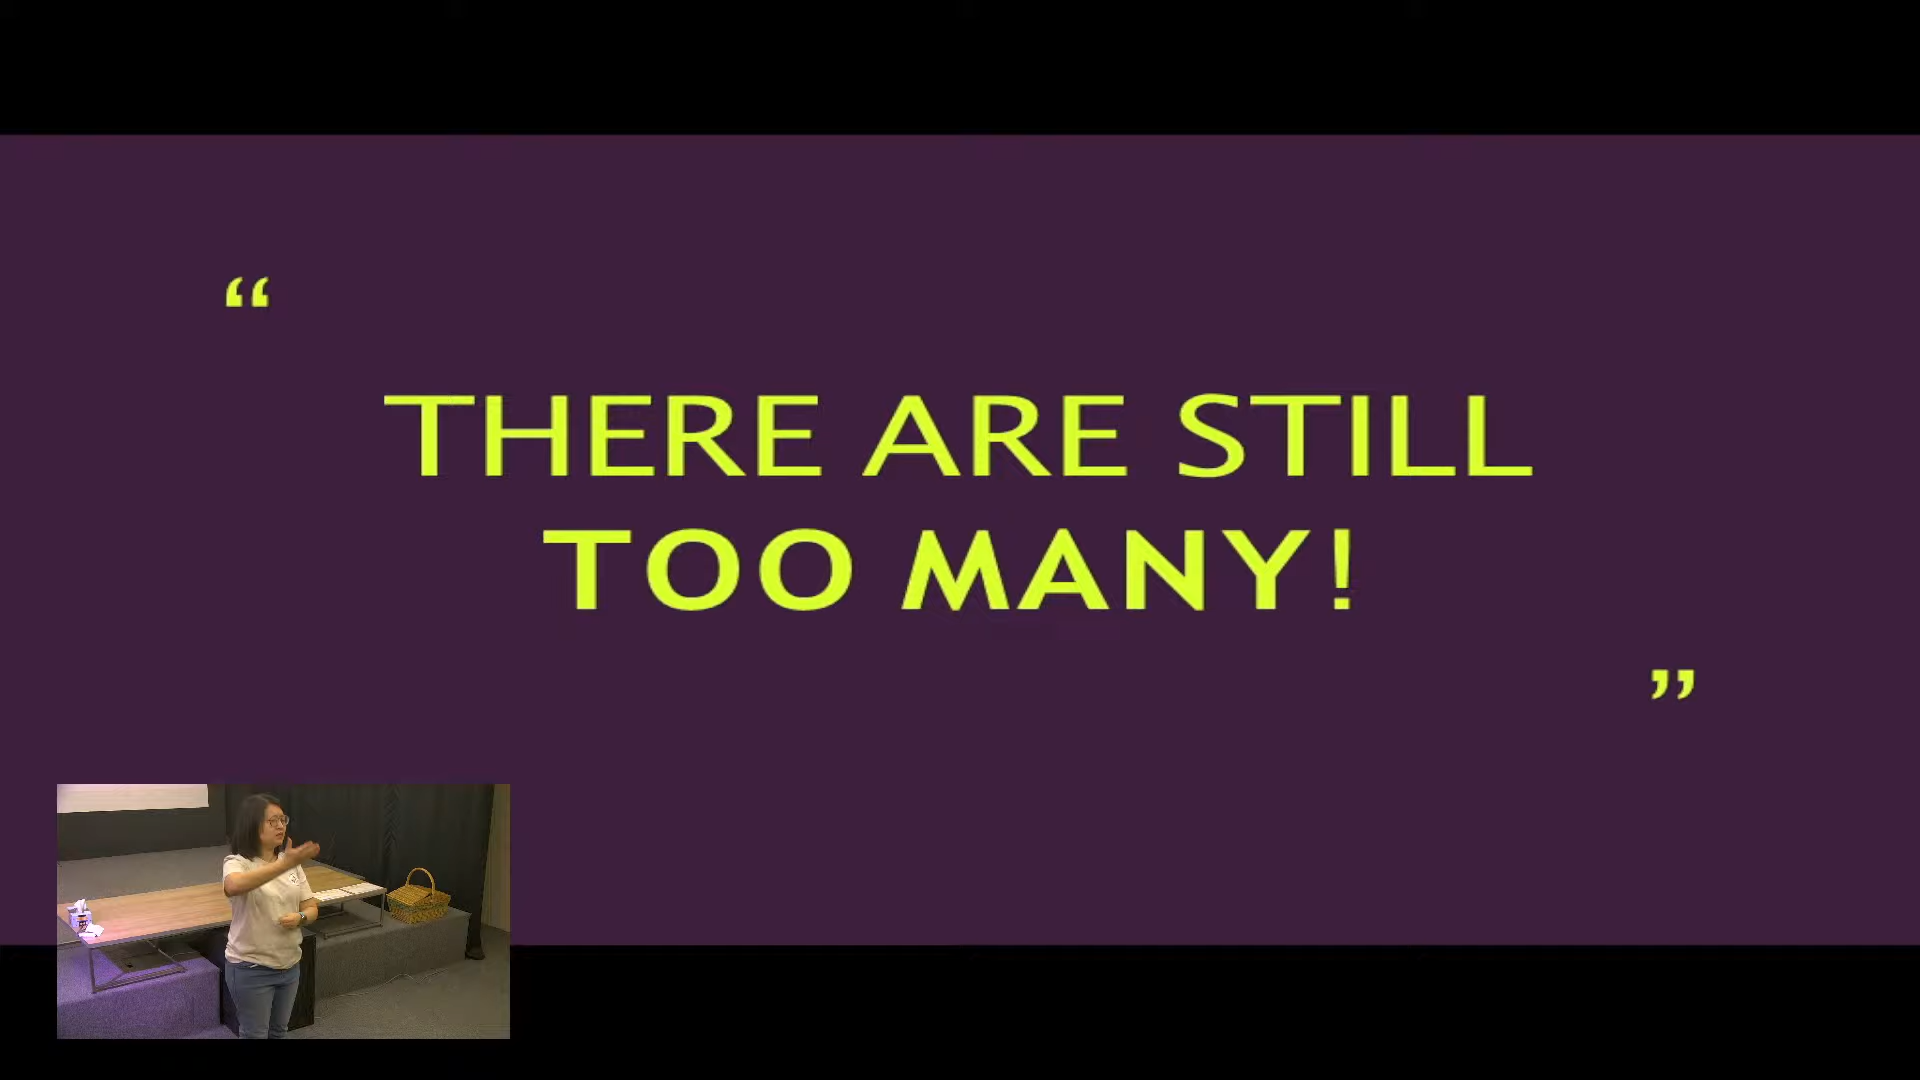 “
THERE ARE STILL
TOO MANY!
”